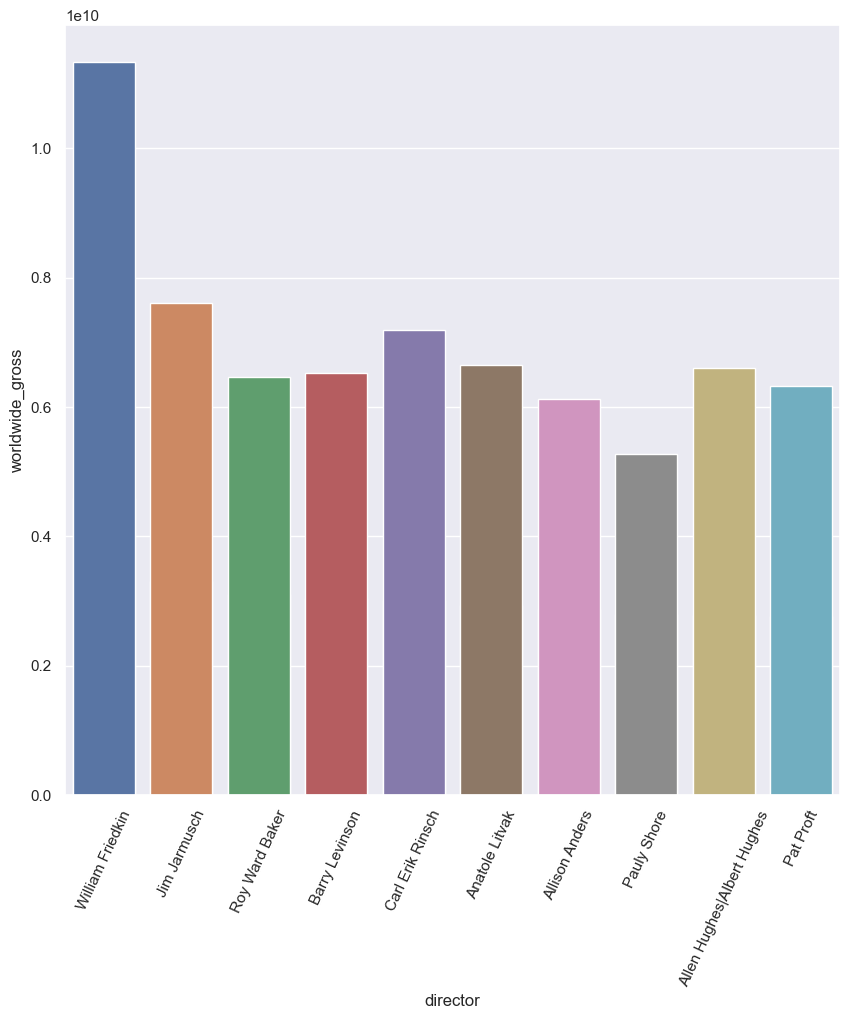 1e10
1.0
0.8
0.6
0.4
0.2
0.0
worldwide_gross
William Friedkin
Jim Jarmusch
Roy Ward Baker
Barry Levinson
Carl Erik Rinsch
Anatole Litvak
Allison Anders
Pauly Shore
Allen Hughes|Albert Hughes
Pat Proft
director